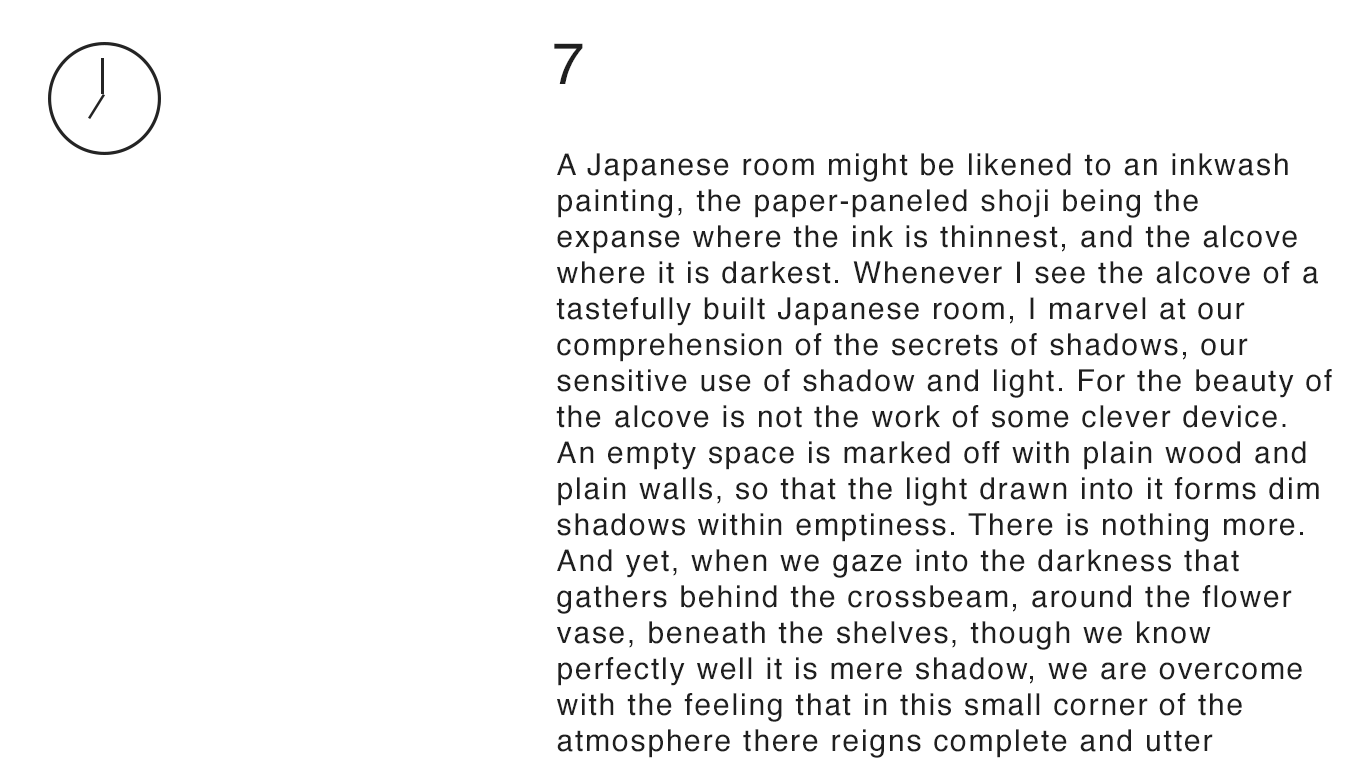 7
A Japanese room might be likened to an inkwash
painting, the paper-paneled shoji being the
expanse where the ink is thinnest, and the alcove
where it is darkest. Whenever I see the alcove of a
tastefully built Japanese room, I marvel at our
comprehension of the secrets of shadows, our
sensitive use of shadow and light. For the beauty of
the alcove is not the work of some clever device.
An empty space is marked off with plain wood and
plain walls, so that the light drawn into it forms dim
shadows within emptiness. There is nothing more.
And yet, when we gaze into the darkness that
gathers behind the crossbeam, around the flower
vase, beneath the shelves, though we know
perfectly well it is mere shadow, we are overcome
with the feeling that in this small corner of the
atmosphere there reigns complete and utter